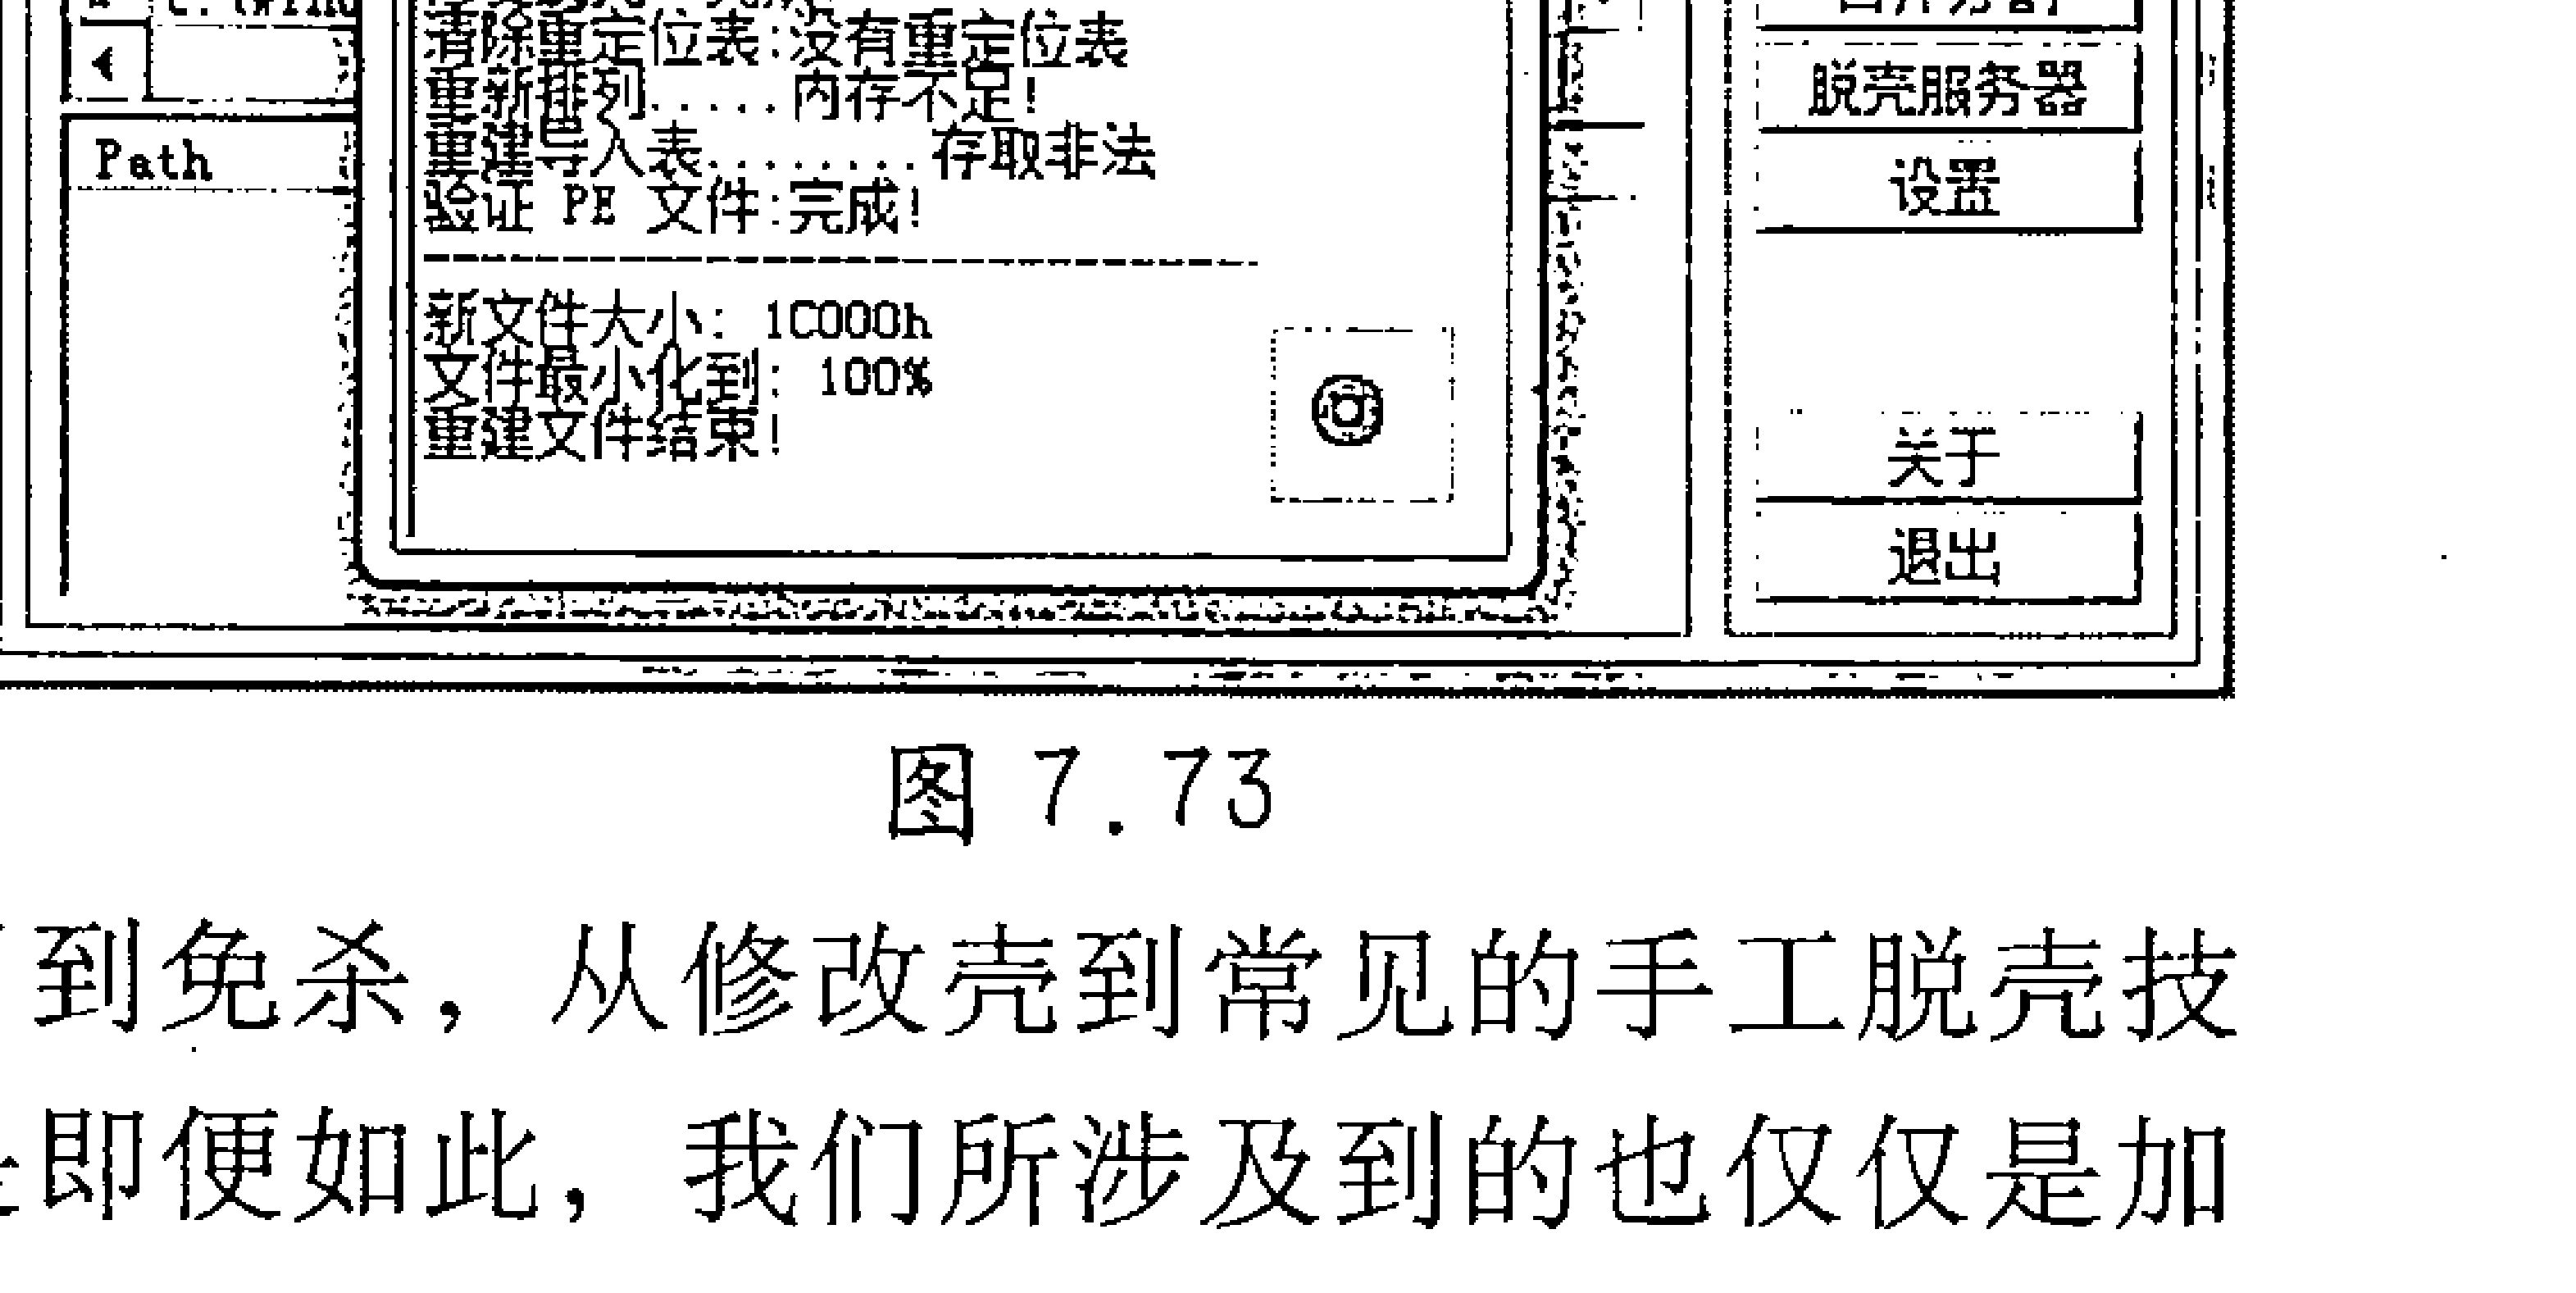 清除重定位表:没有重定位表
重新排列.....内存不足!
重建导入表........存取非法
验证 PE 文件:完成!
新文件大小: 1C000h
文件最小化到: 100%
重建文件结束!
Path
脱壳服务器
设置
关于
退出
图 7.73
到免杀，从修改壳到常见的手工脱壳技
即便如此，我们所涉及到的也仅仅是加